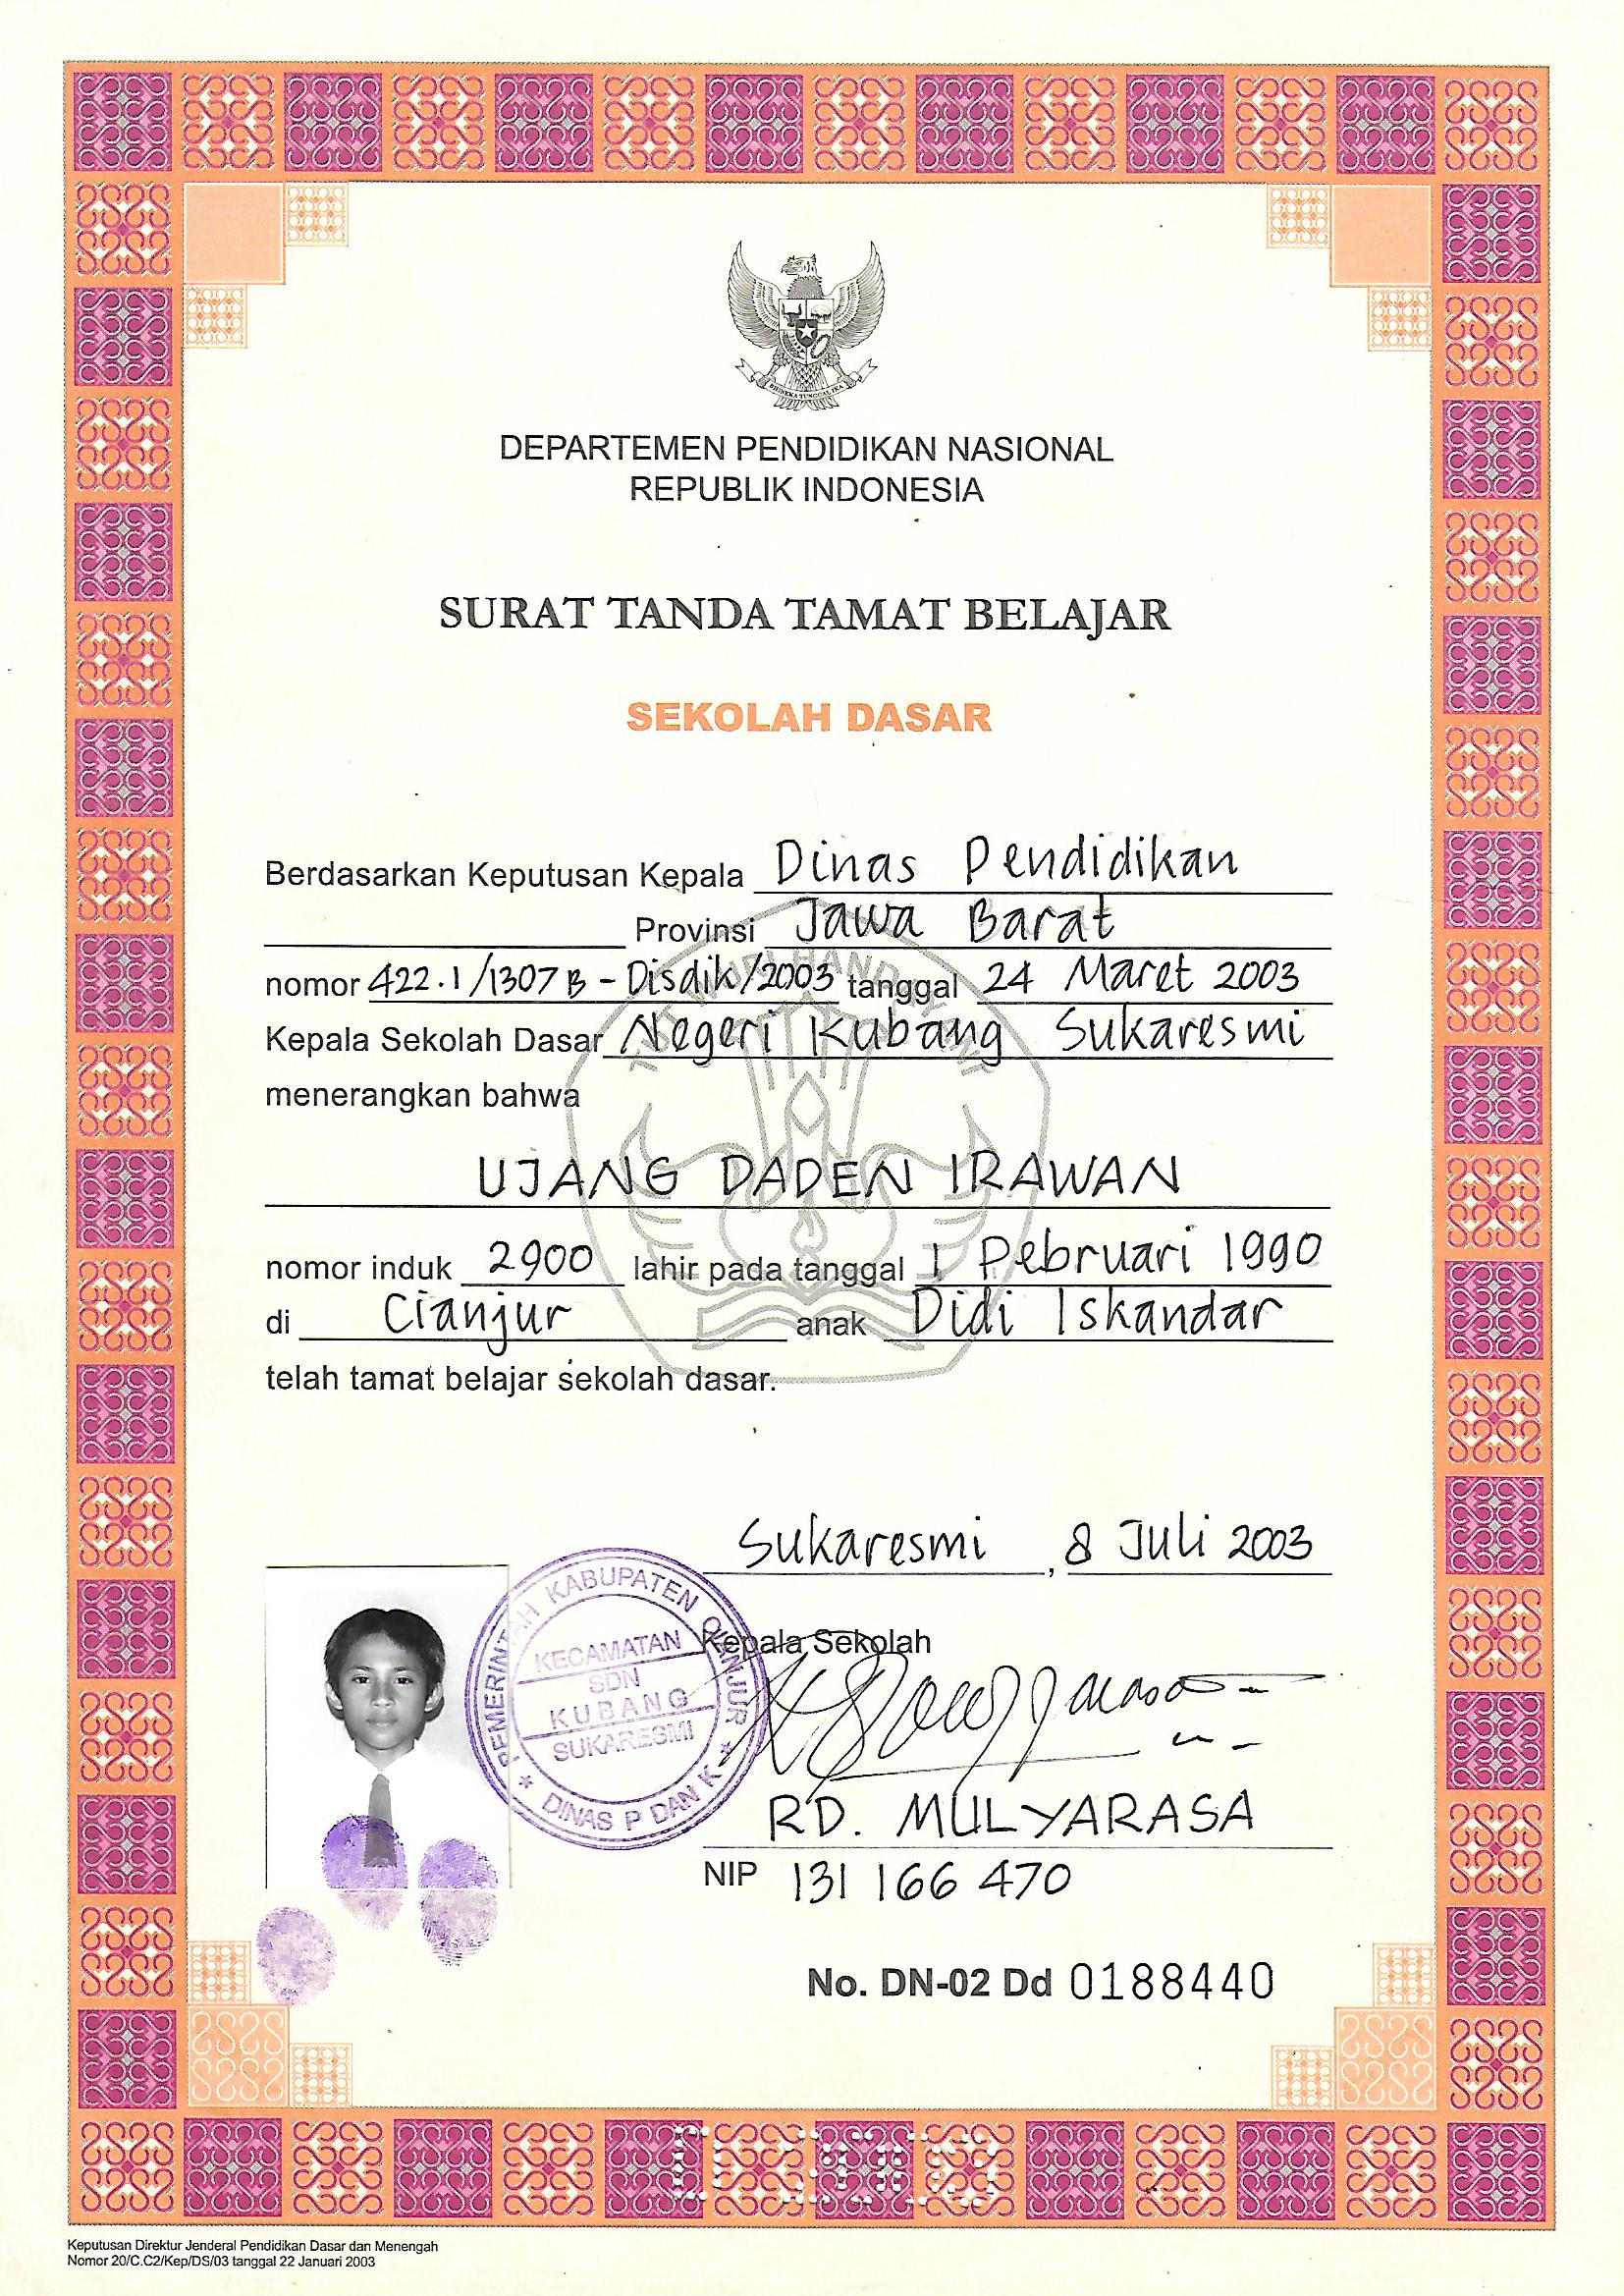 BHINNEKA TUNGGAL IKA
DEPARTEMEN PENDIDIKAN NASIONAL
REPUBLIK INDONESIA
SURAT TANDA TAMAT BELAJAR
SEKOLAH DASAR
Berdasarkan Keputusan Kepala Dinas Pendidikan
Provinsi Jawa Barat
nomor 422.1/1307 B - Disdik/2003 tanggal 24 Maret 2003
Kepala Sekolah Dasar Negeri Kubang Sukaresmi
menerangkan bahwa
UJANG DADEN IRAWAN
nomor induk 2900 lahir pada tanggal 1 Pebruari 1990
di Cianjur anak Didi Iskandar
telah tamat belajar sekolah dasar.
TUT WURI HANDAYANI
Sukaresmi, 8 Juli 2003
Kepala Sekolah
PEMERINTAH KABUPATEN CIANJUR
KECAMATAN
SDN
KUBANG
SUKARESMI
* DINAS P DAN K *
RD. MULYARASA
NIP 131 166 470
No. DN-02 Dd 0188440
Keputusan Direktur Jenderal Pendidikan Dasar dan Menengah
Nomor 20/C.C2/Kep/DS/03 tanggal 22 Januari 2003